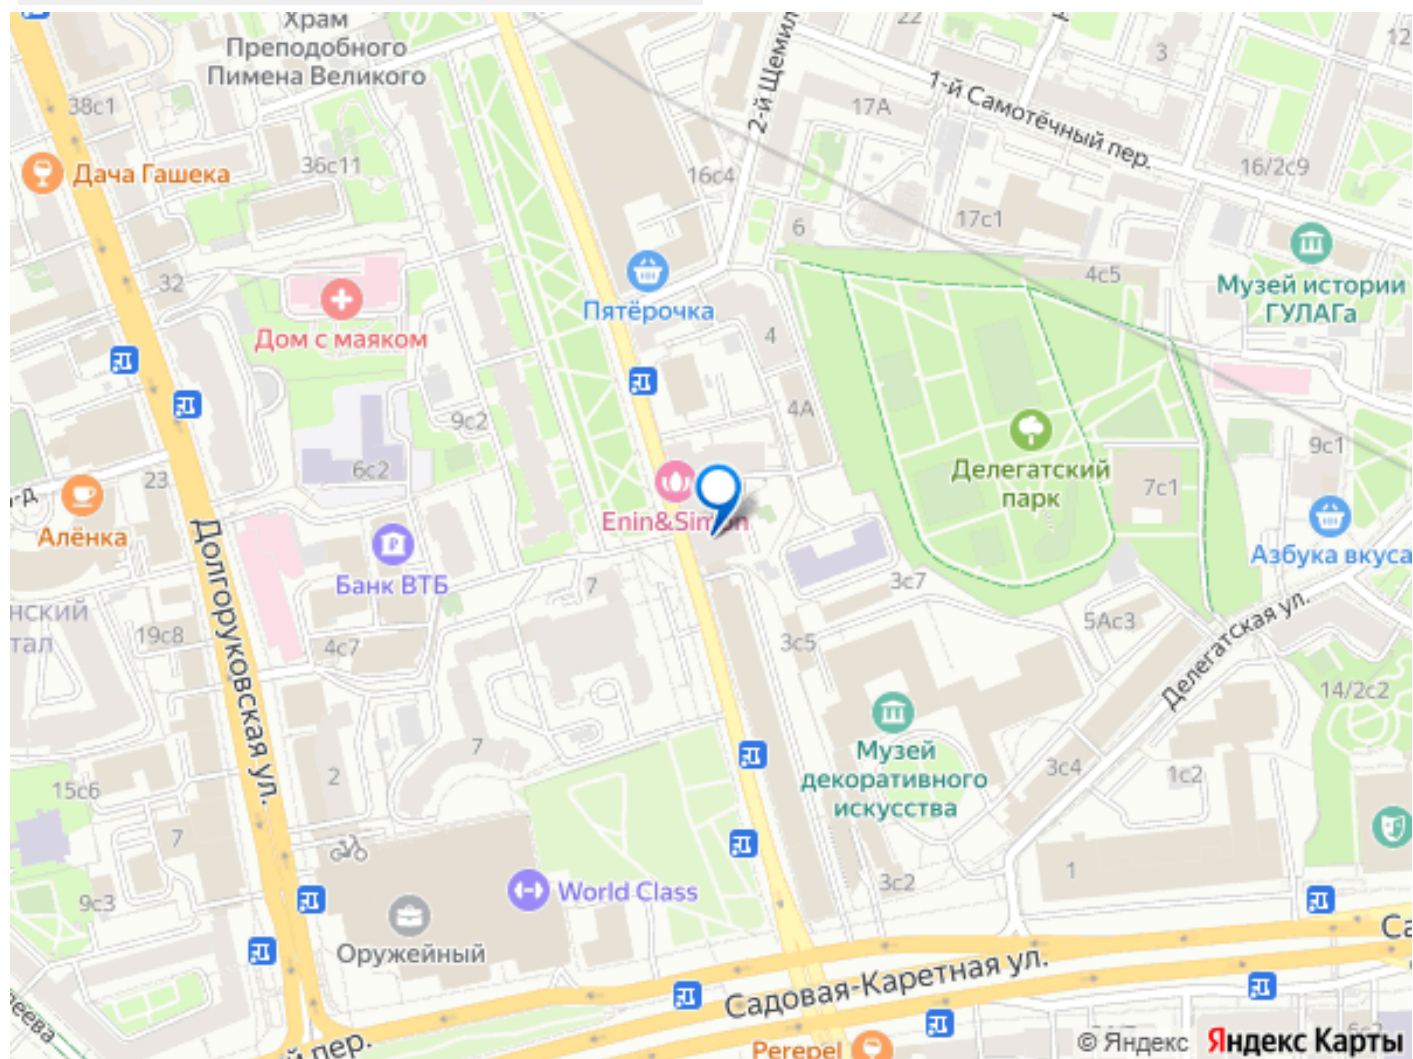 Храм
Преподобного
Пимена Великого
38с1
Дача Гашека
36с11
32
Дом с маяком
9с2
6с2
23
Алёнка
Банк ВТБ
19с8
4с7
Долгоруковская ул.
7
7
2
15с6
7
9с3
Оружейный
World Class
Пятёрочка
2-й Щемил
22
3
12
17А
1-й Самотёчный пер.
16с4
17с1
16/2с9
6
4с5
Музей истории
ГУЛАГа
4
4А
Делегатский
парк
7с1
9с1
Азбука вкуса
Enin&Simon
3с7
3с5
5Ас3
Делегатская ул.
14/2с2
Музей
декоративного
искусства
3с4
1с2
3с2
1
Садовая-Каретная ул.
Са
й пер.
Perepel
© Яндекс Яндекс Карты